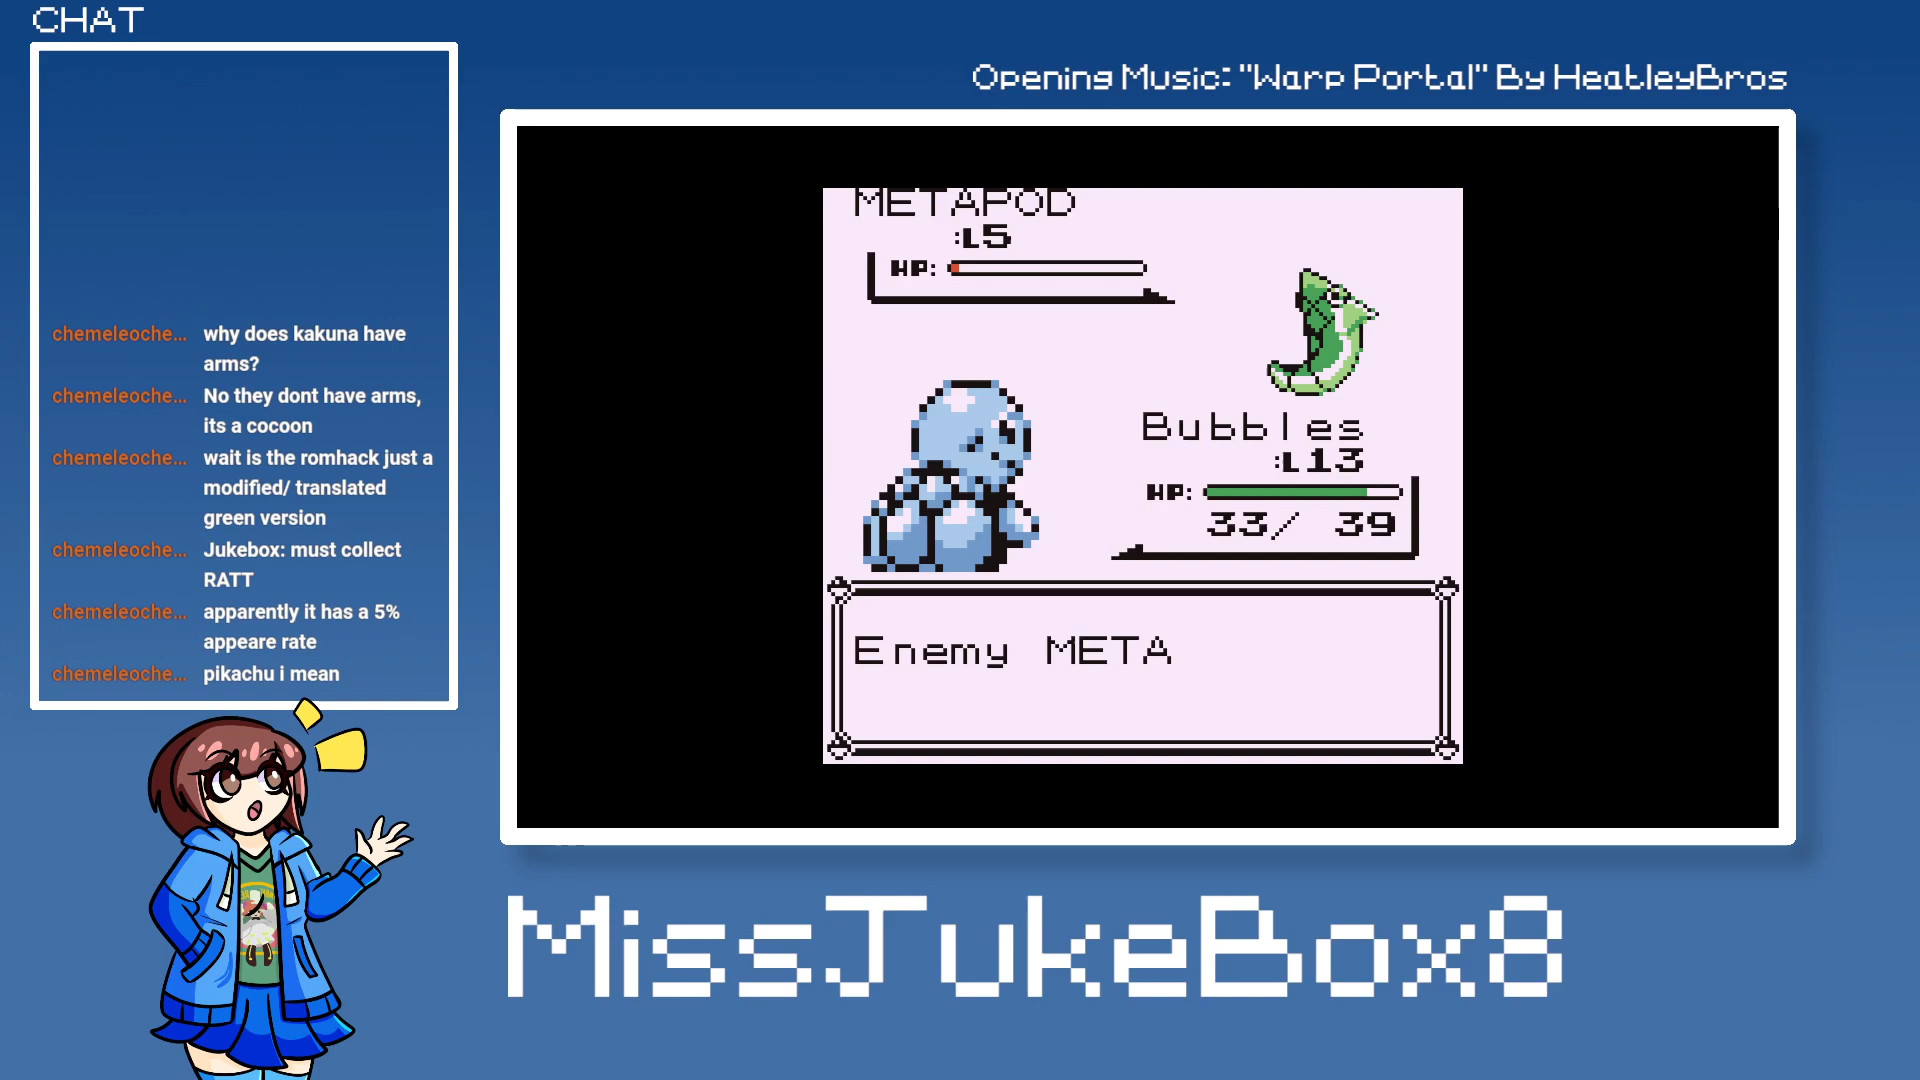 CHAT
Opening Music: "Warp Portal" By HeatleyBros
chemeleoche... why does kakuna have
arms?
chemeleoche... No they dont have arms,
its a cocoon
chemeleoche... wait is the romhack just a
modified/ translated
green version
chemeleoche... Jukebox: must collect
RATT
chemeleoche... apparently it has a 5%
appeare rate
chemeleoche... pikachu i mean
METAPOD
:L5
HP:
Bubbles
:L13
HP:
33/ 39
Enemy META
MissJukeBox8